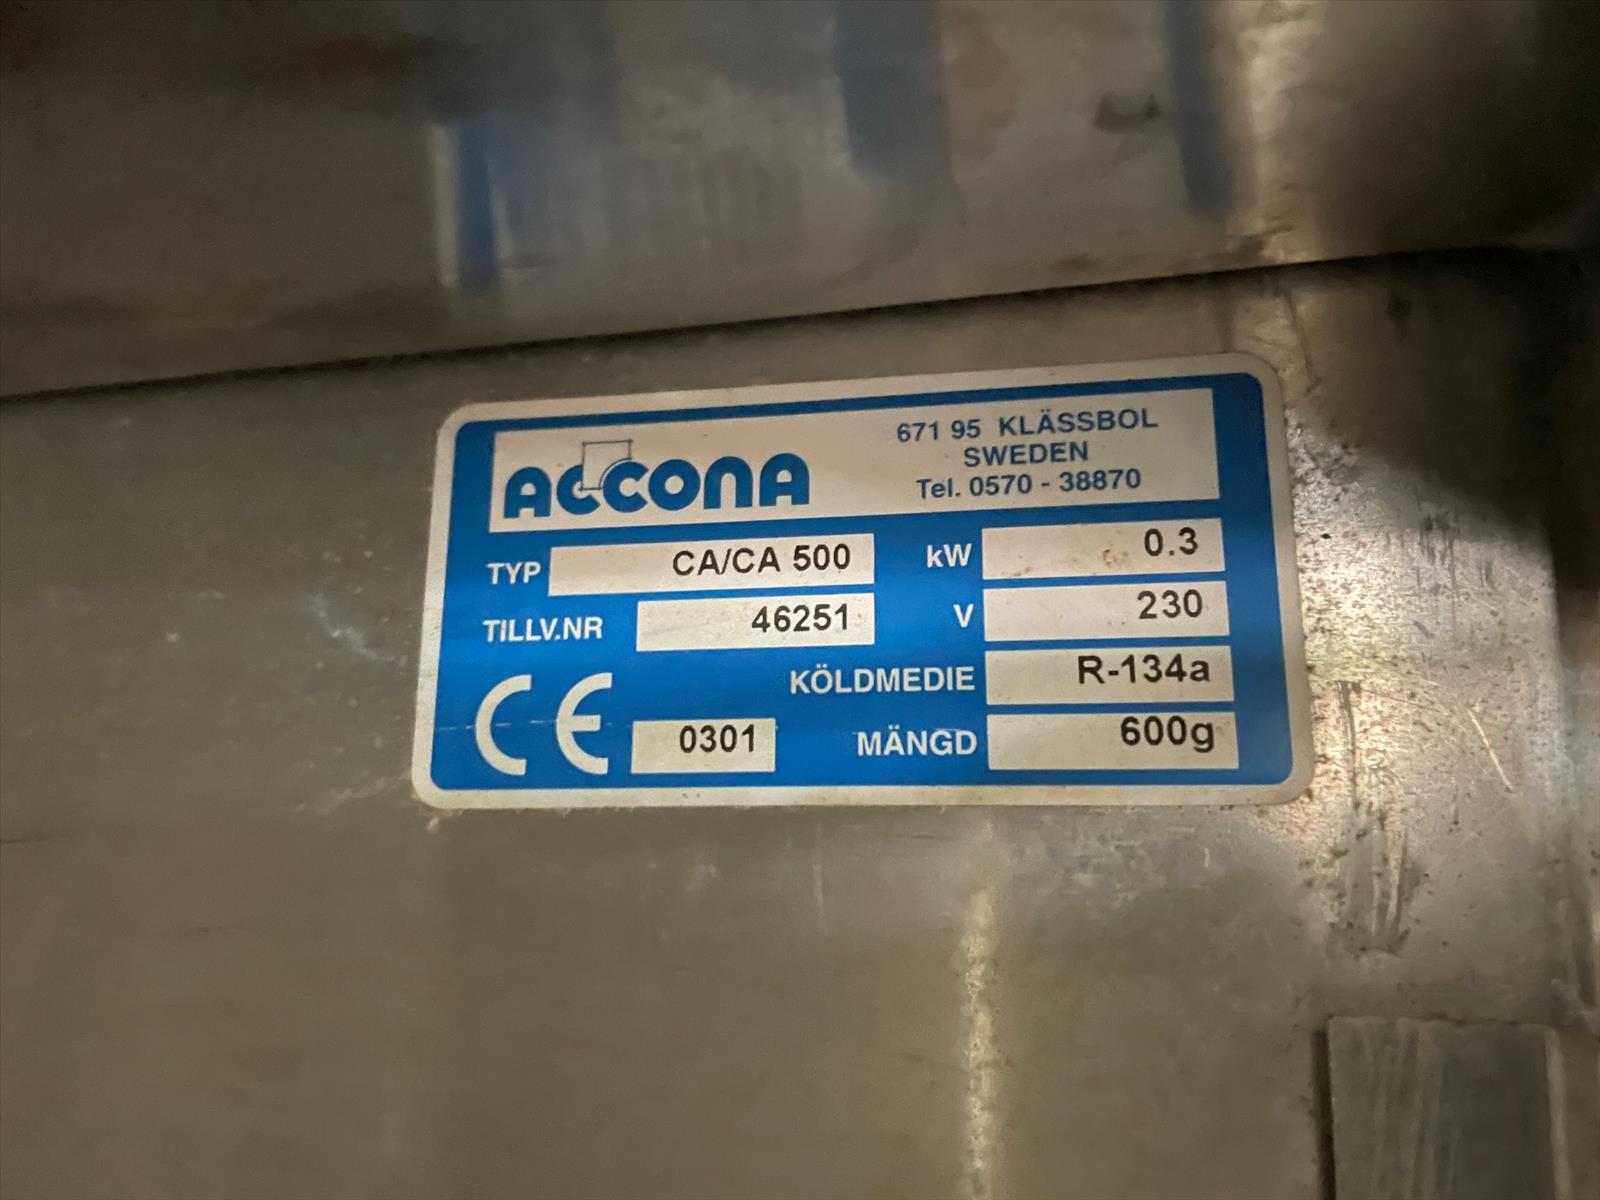 ACCONA
671 95 KLÄSSBOL
SWEDEN
Tel. 0570 - 38870
TYP CA/CA 500
kW 0.3
TILLV.NR 46251
V 230
KÖLDMEDIE R-134a
CE 0301
MÄNGD 600g